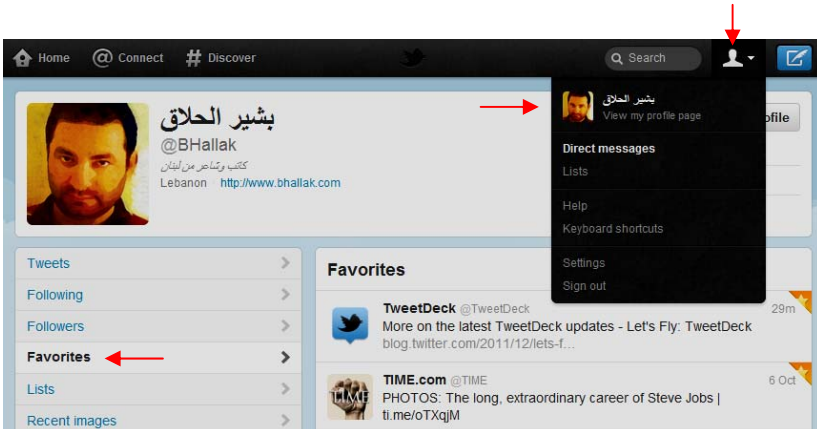 Home
@ Connect
# Discover
Search
بشير الحلاق
@BHallak
كاتب وشاعر من لبنان
Lebanon · http://www.bhallak.com
ofile
بشير الحلاق
View my profile page
Direct messages
Lists
Help
Keyboard shortcuts
Settings
Sign out
Tweets
Following
Followers
Favorites
Lists
Recent images
Favorites
TweetDeck @TweetDeck
29m
More on the latest TweetDeck updates - Let's Fly: TweetDeck
blog.twitter.com/2011/12/lets-f...
TIME
TIME.com @TIME
6 Oct
PHOTOS: The long, extraordinary career of Steve Jobs |
ti.me/oTXqjM